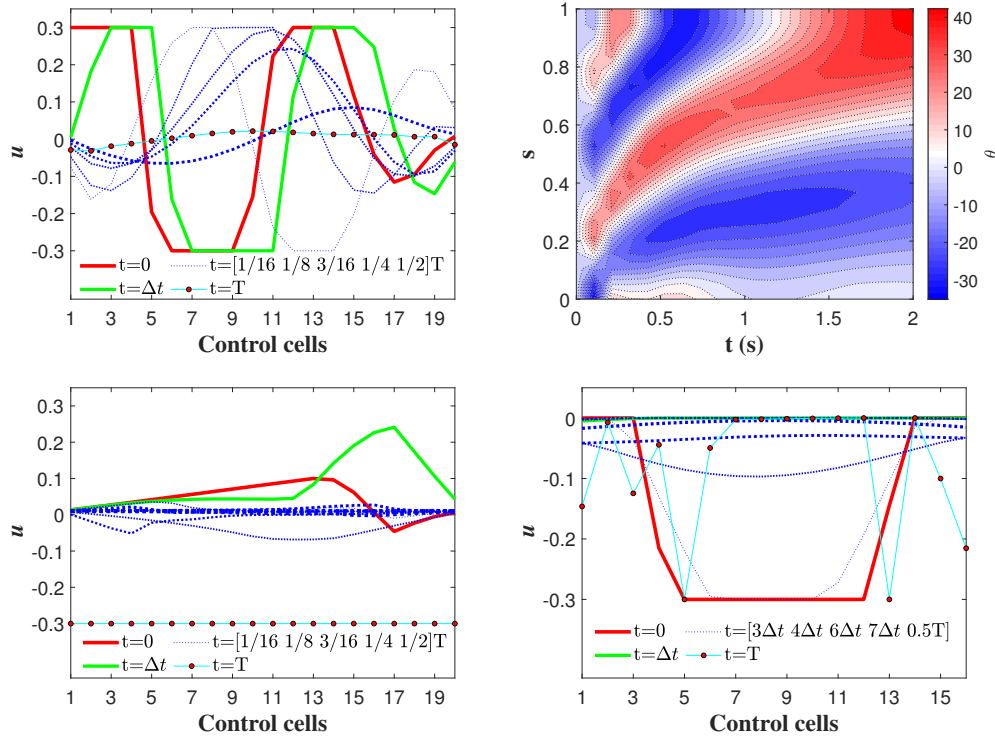 0.3
0.2
0.1
0
-0.1
-0.2
-0.3
u
t=0
t=[1/16 1/8 3/16 1/4 1/2]T
t=Δt
t=T
1 3 5 7 9 11 13 15 17 19
Control cells
1
0.8
0.6
0.4
0.2
0
s
0 0.5 1 1.5 2
t (s)
40
30
20
10
0
-10
-20
-30
θ
0.3
0.2
0.1
0
-0.1
-0.2
-0.3
u
t=0
t=[1/16 1/8 3/16 1/4 1/2]T
t=Δt
t=T
1 3 5 7 9 11 13 15 17 19
Control cells
0
-0.1
-0.2
-0.3
u
t=0
t=[3Δt 4Δt 6Δt 7Δt 0.5T]
t=Δt
t=T
1 3 5 7 9 11 13 15
Control cells